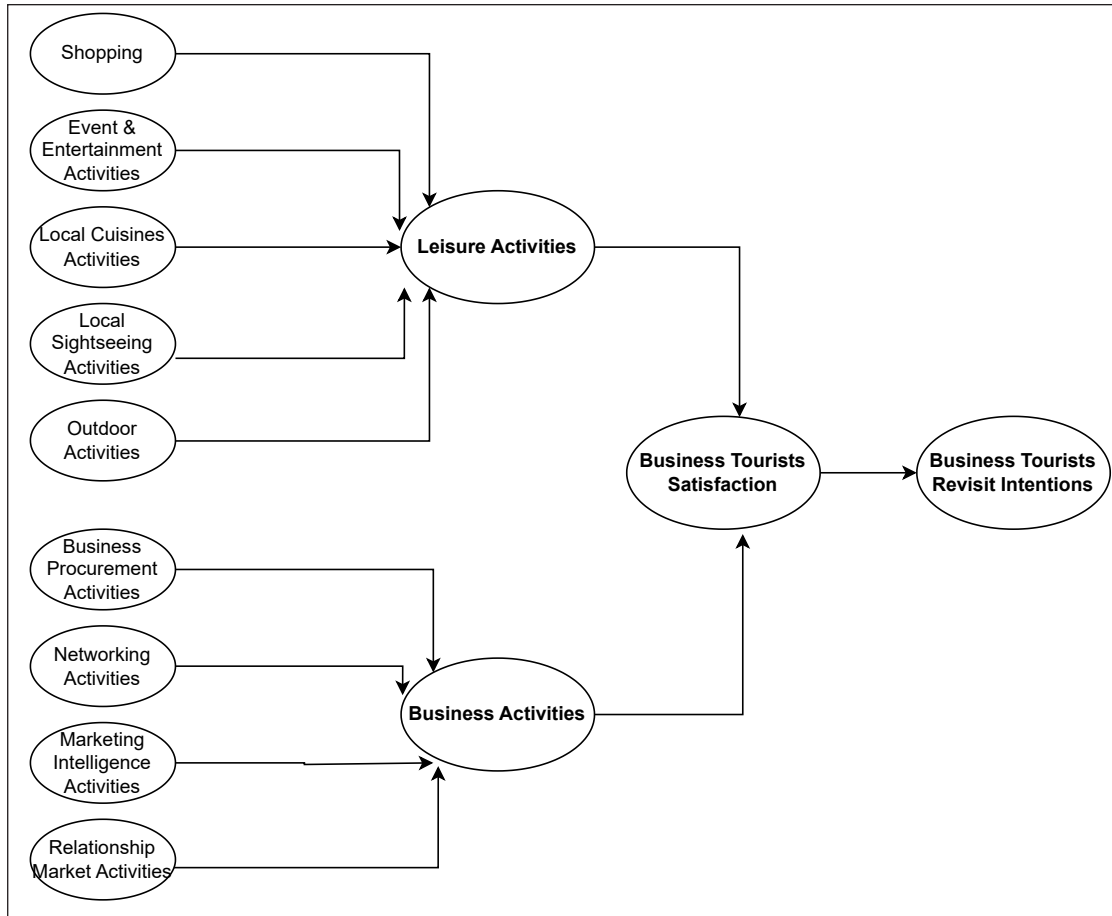 Shopping
Event &
Entertainment
Activities
Local Cuisines
Activities
Local
Sightseeing
Activities
Outdoor
Activities
Leisure Activities
Business Tourists
Satisfaction
Business Tourists
Revisit Intentions
Business
Procurement
Activities
Networking
Activities
Marketing
Intelligence
Activities
Relationship
Market Activities
Business Activities